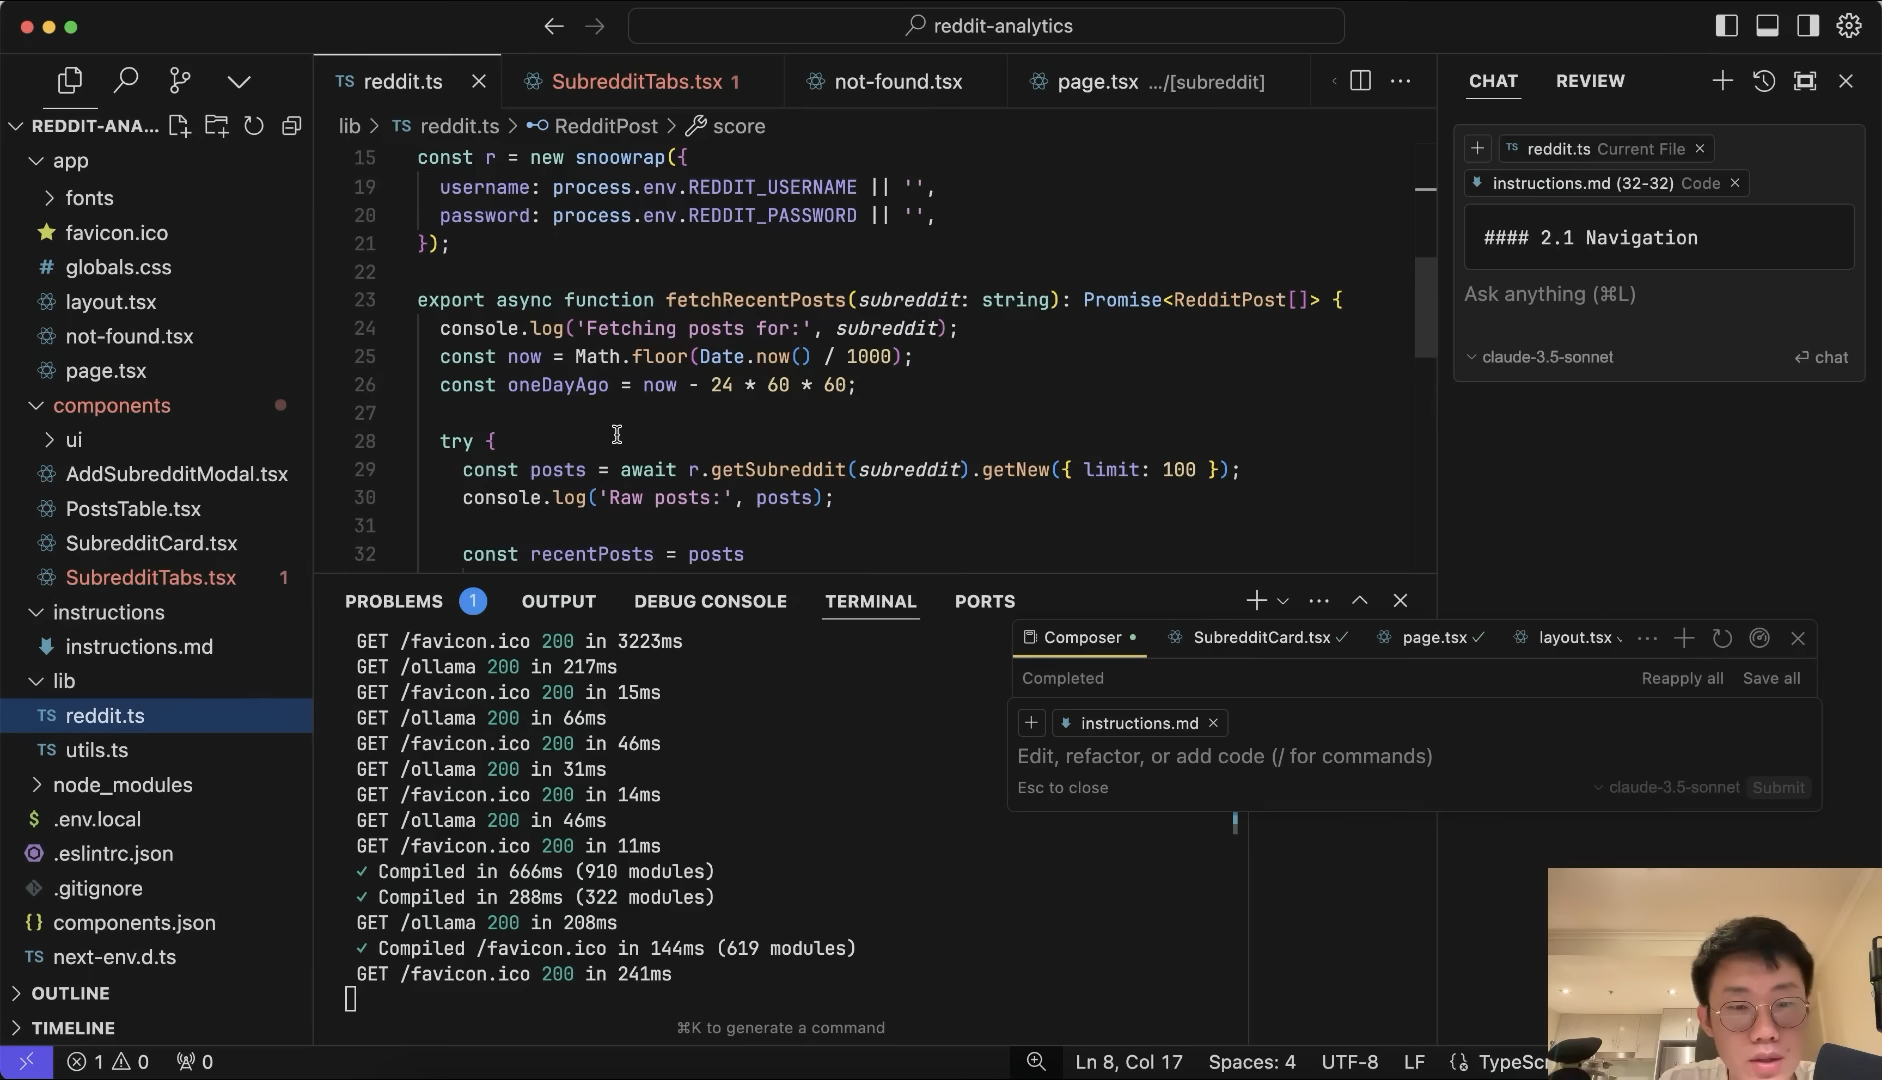 reddit-analytics
REDDIT-ANA...
app
fonts
favicon.ico
globals.css
layout.tsx
not-found.tsx
page.tsx
components
ui
AddSubredditModal.tsx
PostsTable.tsx
SubredditCard.tsx
SubredditTabs.tsx 1
instructions
instructions.md
lib
TS reddit.ts
TS utils.ts
node_modules
$ .env.local
.eslintrc.json
.gitignore
{} components.json
TS next-env.d.ts
OUTLINE
TIMELINE
TS reddit.ts
SubredditTabs.tsx 1
not-found.tsx
page.tsx .../[subreddit]
lib > TS reddit.ts > RedditPost > score
15 const r = new snoowrap({
19 username: process.env.REDDIT_USERNAME || '',
20 password: process.env.REDDIT_PASSWORD || '',
21 });
22
23 export async function fetchRecentPosts(subreddit: string): Promise<RedditPost[]> {
24 console.log('Fetching posts for:', subreddit);
25 const now = Math.floor(Date.now() / 1000);
26 const oneDayAgo = now - 24 * 60 * 60;
27
28 try {
29 const posts = await r.getSubreddit(subreddit).getNew({ limit: 100 });
30 console.log('Raw posts:', posts);
31
32 const recentPosts = posts
PROBLEMS 1 OUTPUT DEBUG CONSOLE TERMINAL PORTS
GET /favicon.ico 200 in 3223ms
GET /ollama 200 in 217ms
GET /favicon.ico 200 in 15ms
GET /ollama 200 in 66ms
GET /favicon.ico 200 in 46ms
GET /ollama 200 in 31ms
GET /favicon.ico 200 in 14ms
GET /ollama 200 in 46ms
GET /favicon.ico 200 in 11ms
✓ Compiled in 666ms (910 modules)
✓ Compiled in 288ms (322 modules)
GET /ollama 200 in 208ms
✓ Compiled /favicon.ico in 144ms (619 modules)
GET /favicon.ico 200 in 241ms
⌘K to generate a command
CHAT REVIEW
TS reddit.ts Current File
instructions.md (32-32) Code
#### 2.1 Navigation
Ask anything (⌘L)
claude-3.5-sonnet
chat
Composer
SubredditCard.tsx
page.tsx
layout.tsx
Completed
Reapply all Save all
instructions.md
Edit, refactor, or add code (/ for commands)
Esc to close
claude-3.5-sonnet Submit
1 0 0
Ln 8, Col 17 Spaces: 4 UTF-8 LF